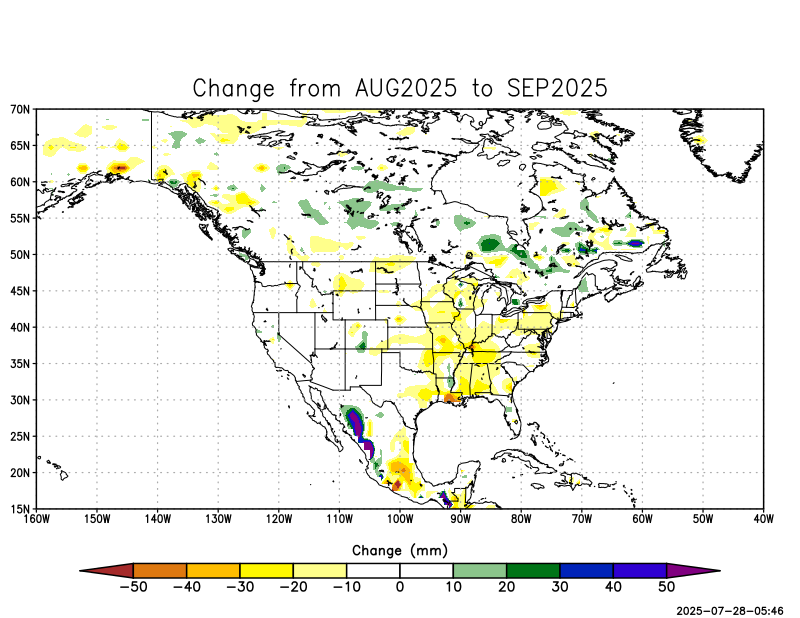 Change from AUG2025 to SEP2025
70N
65N
60N
55N
50N
45N
40N
35N
30N
25N
20N
15N
160W 150W 140W 130W 120W 110W 100W 90W 80W 70W 60W 50W 40W
Change (mm)
−50 −40 −30 −20 −10 0 10 20 30 40 50
2025-07-28-05:46